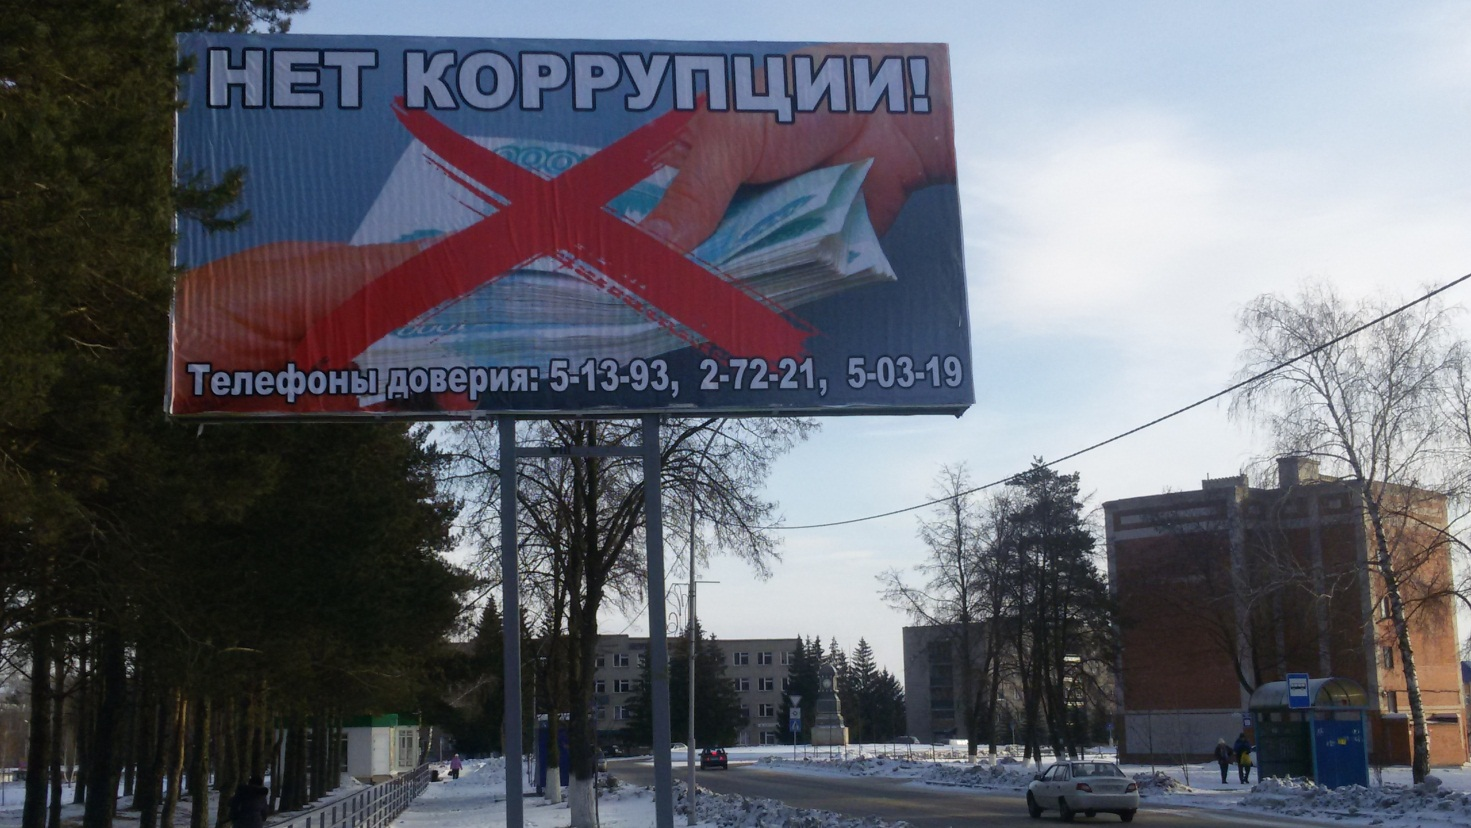 НЕТ КОРРУПЦИИ!
Телефоны доверия: 5-13-93, 2-72-21, 5-03-19